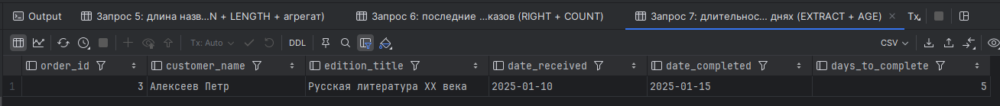 Output Запрос 5: длина назв...N + LENGTH + агрегат) Запрос 6: последние ...казов (RIGHT + COUNT) Запрос 7: длительнос... днях (EXTRACT + AGE) Tx
Tx: Auto DDL CSV
order_id customer_name edition_title date_received date_completed days_to_complete
1 3 Алексеев Петр Русская литература XX века 2025-01-10 2025-01-15 5